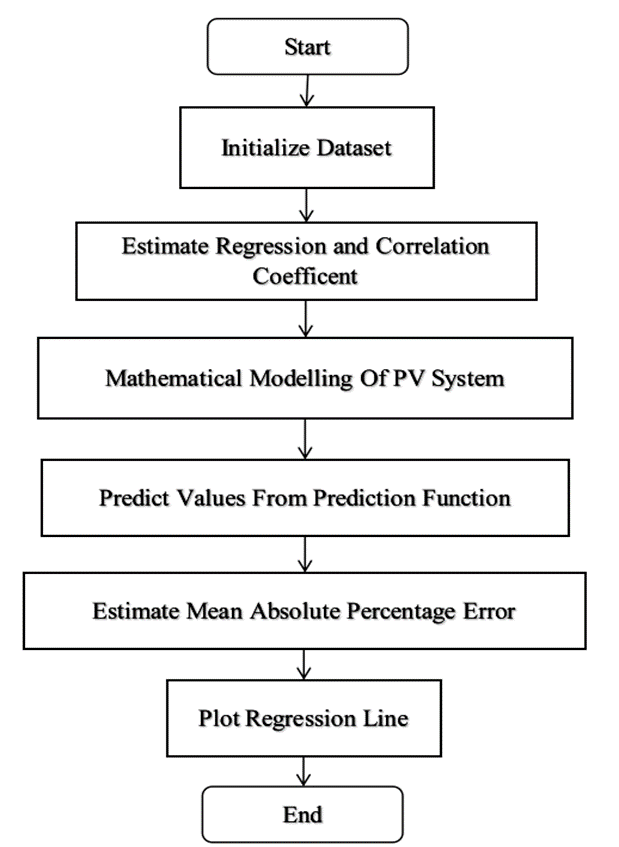 Start
Initialize Dataset
Estimate Regression and Correlation
Coefficent
Mathematical Modelling Of PV System
Predict Values From Prediction Function
Estimate Mean Absolute Percentage Error
Plot Regression Line
End